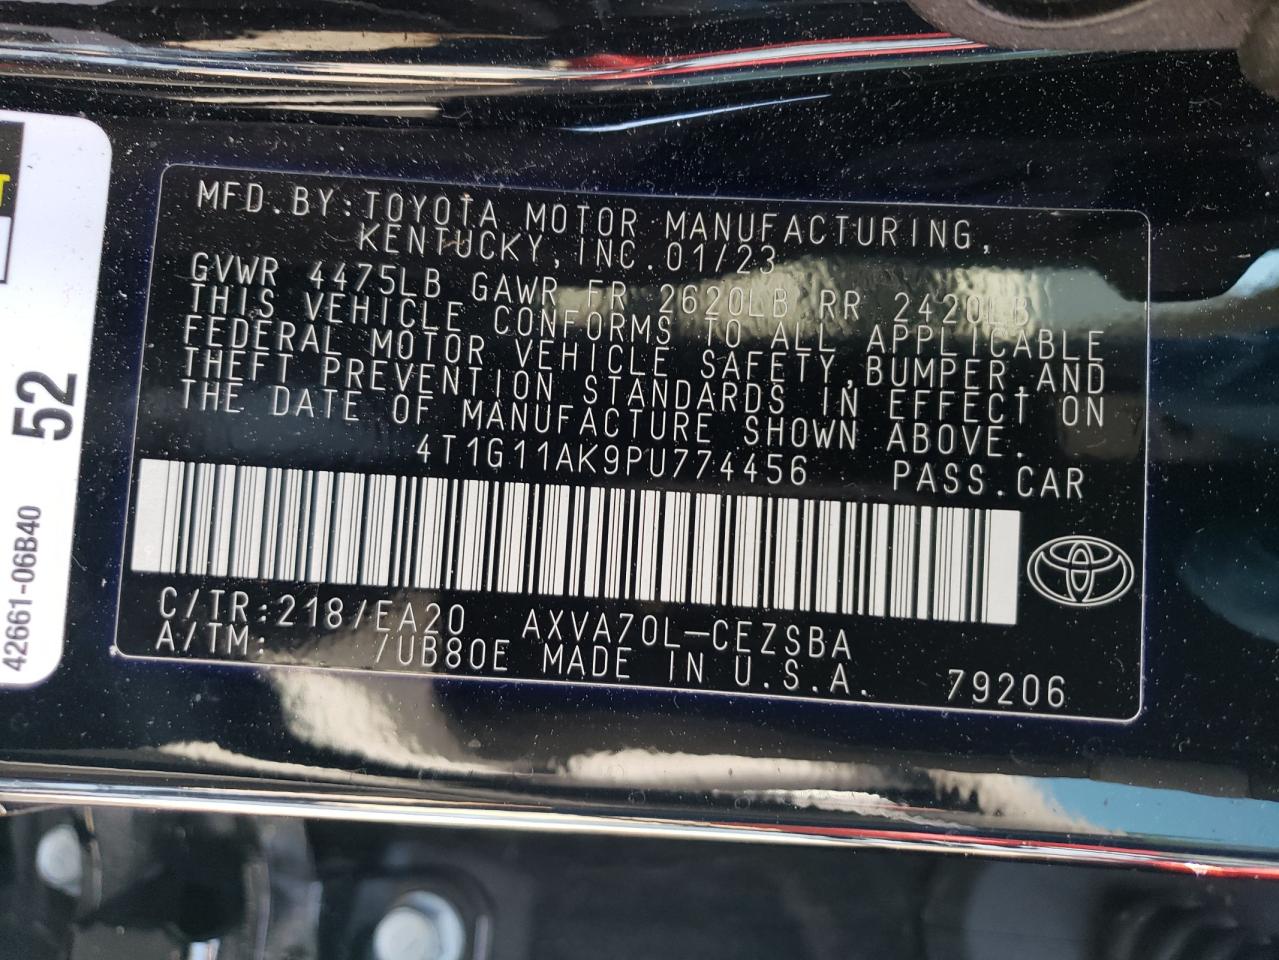 MFD.BY:TOYOTA MOTOR MANUFACTURING,
KENTUCKY,INC.01/23
GVWR 4475LB GAWR FR 2620LB RR 2420LB
THIS VEHICLE CONFORMS TO ALL APPLICABLE
FEDERAL MOTOR VEHICLE SAFETY,BUMPER,AND
THEFT PREVENTION STANDARDS IN EFFECT ON
THE DATE OF MANUFACTURE SHOWN ABOVE.
4T1G11AK9PU774456 PASS.CAR
C/TR:218/EA20 AXVA70L-CEZSBA
A/TM: /UB80E MADE IN U.S.A. 79206
52
42661-06B40